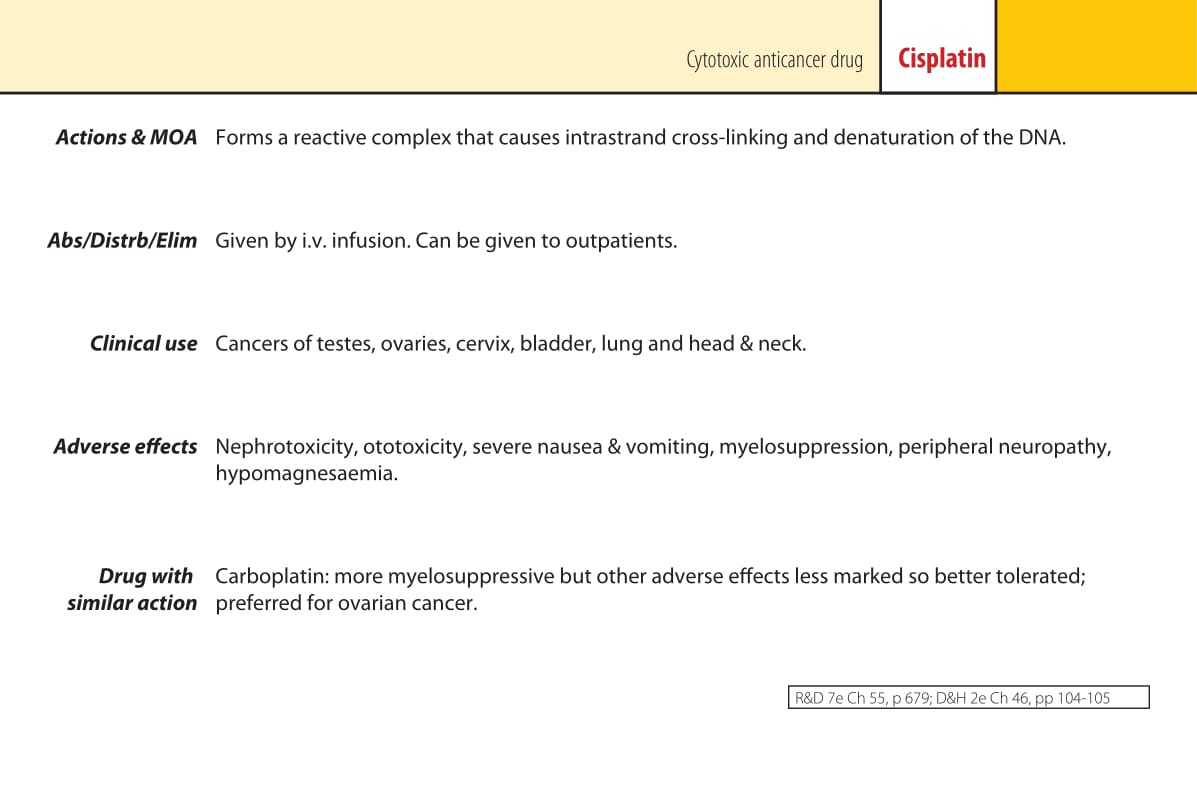 Cytotoxic anticancer drug Cisplatin
Actions & MOA Forms a reactive complex that causes intrastrand cross-linking and denaturation of the DNA.
Abs/Distrb/Elim Given by i.v. infusion. Can be given to outpatients.
Clinical use Cancers of testes, ovaries, cervix, bladder, lung and head & neck.
Adverse effects Nephrotoxicity, ototoxicity, severe nausea & vomiting, myelosuppression, peripheral neuropathy,
hypomagnesaemia.
Drug with Carboplatin: more myelosuppressive but other adverse effects less marked so better tolerated;
similar action preferred for ovarian cancer.
R&D 7e Ch 55, p 679; D&H 2e Ch 46, pp 104-105